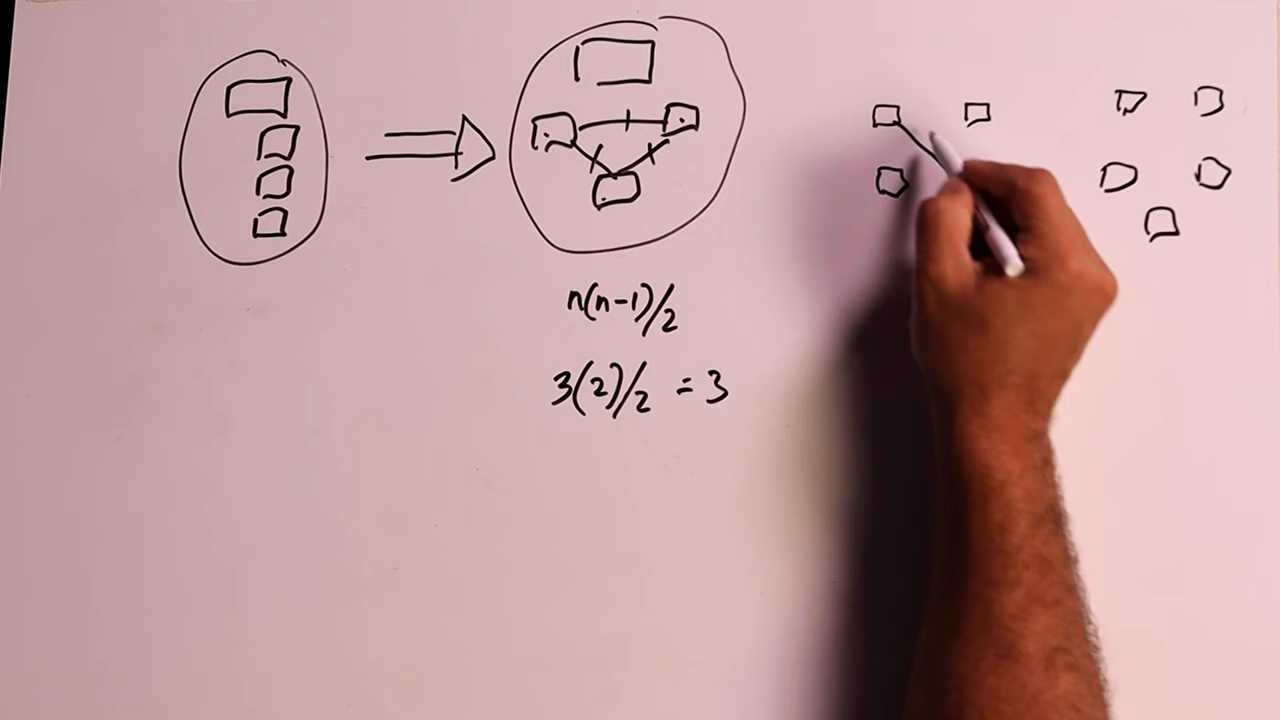 n(n-1)/2
3(2)/2 = 3